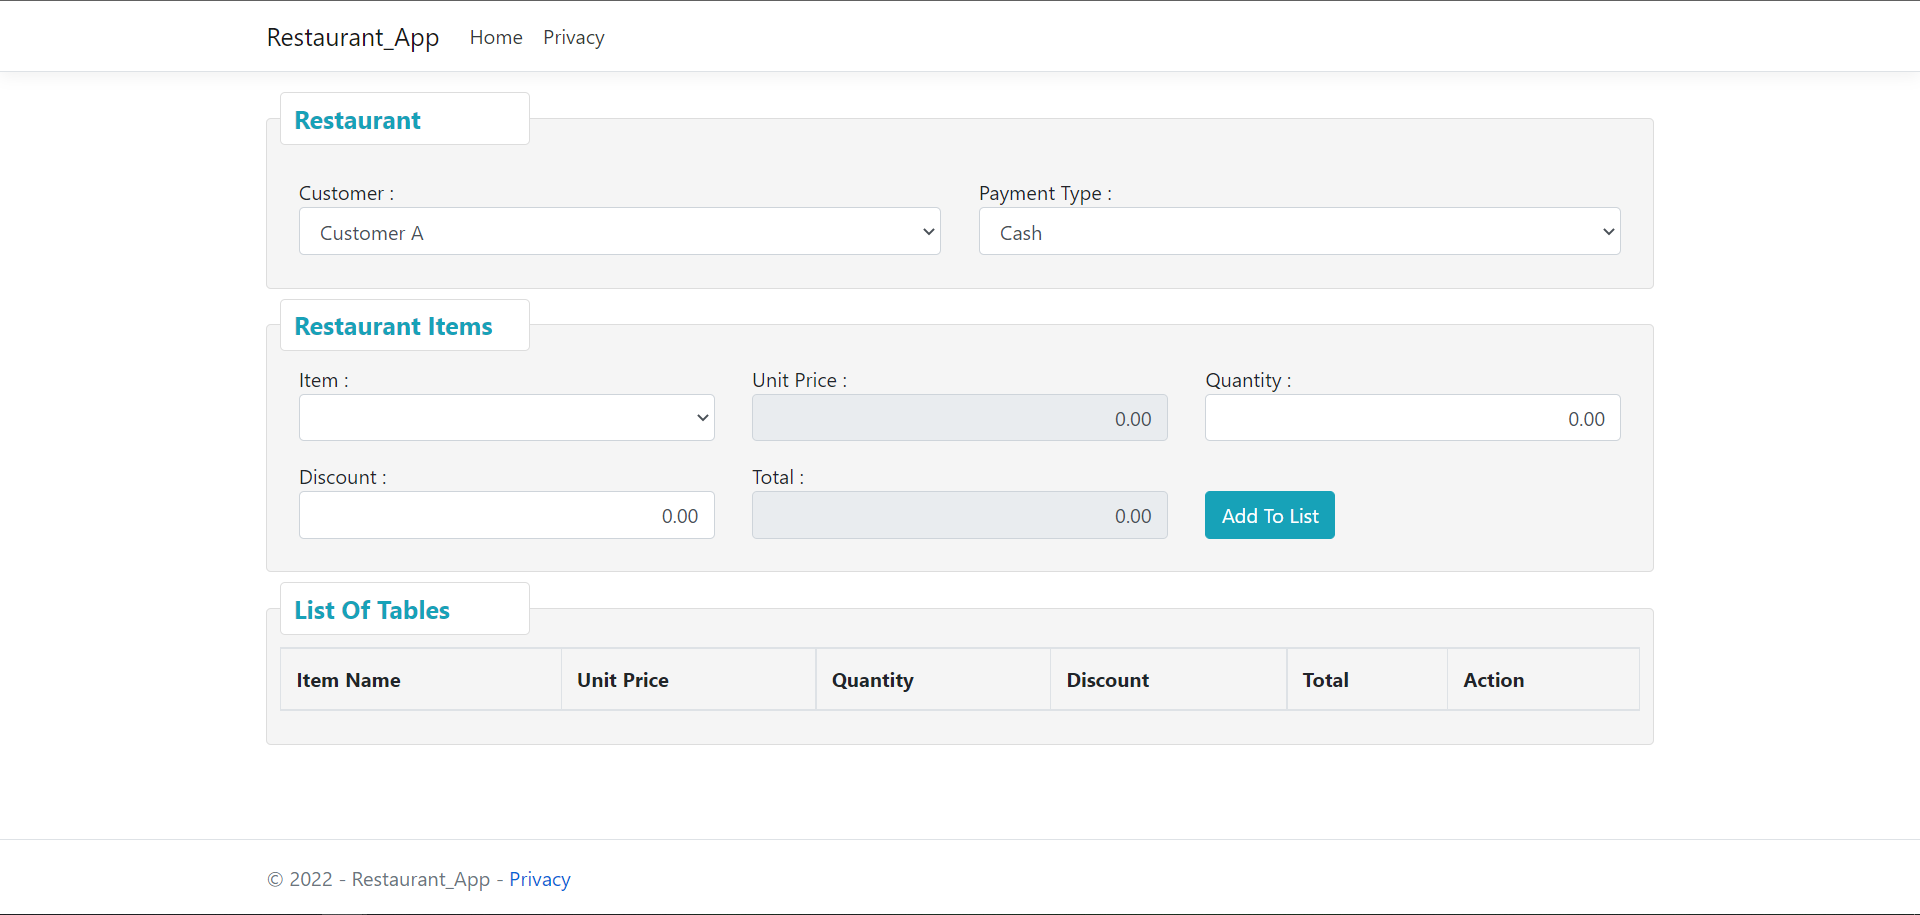 Restaurant_App Home Privacy
Restaurant
Customer : Payment Type :
Customer A Cash
Restaurant Items
Item : Unit Price : Quantity :
0.00 0.00
Discount : Total :
0.00 0.00 Add To List
List Of Tables
Item Name Unit Price Quantity Discount Total Action
© 2022 - Restaurant_App - Privacy